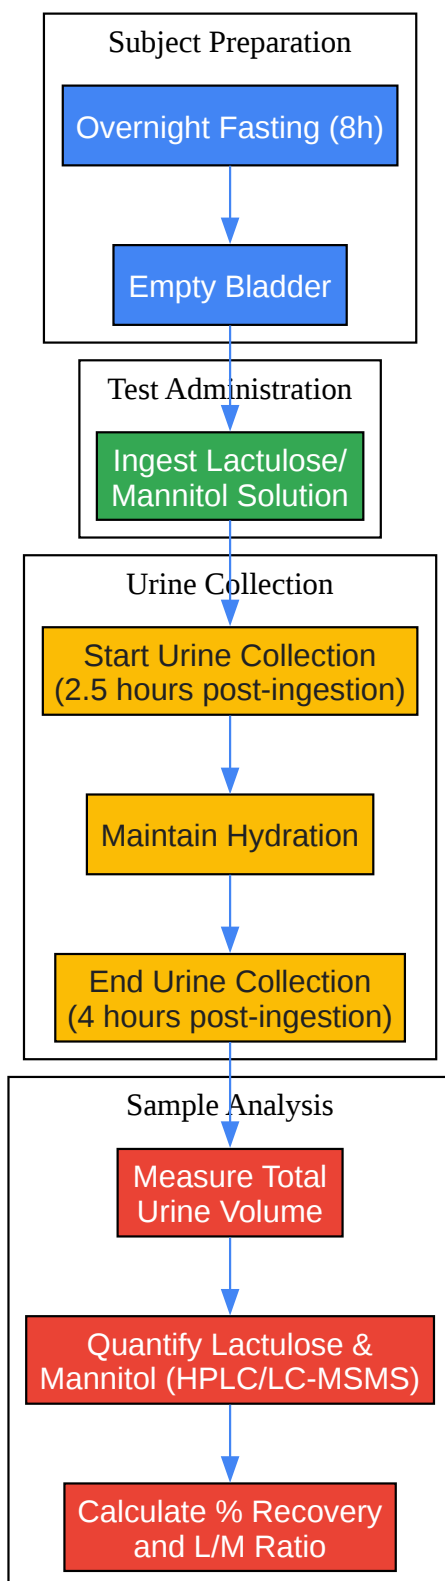 Subject Preparation
Overnight Fasting (8h)
Empty Bladder
Test Administration
Ingest Lactulose/
Mannitol Solution
Urine Collection
Start Urine Collection
(2.5 hours post-ingestion)
Maintain Hydration
End Urine Collection
(4 hours post-ingestion)
Sample Analysis
Measure Total
Urine Volume
Quantify Lactulose &
Mannitol (HPLC/LC-MSMS)
Calculate % Recovery
and L/M Ratio